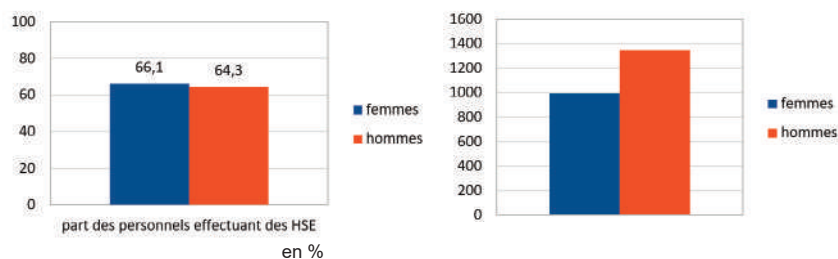 100
80
60
40
20
0
66,1
64,3
femmes
hommes
part des personnels effectuant des HSE
en %
1600
1400
1200
1000
800
600
400
200
0
femmes
hommes